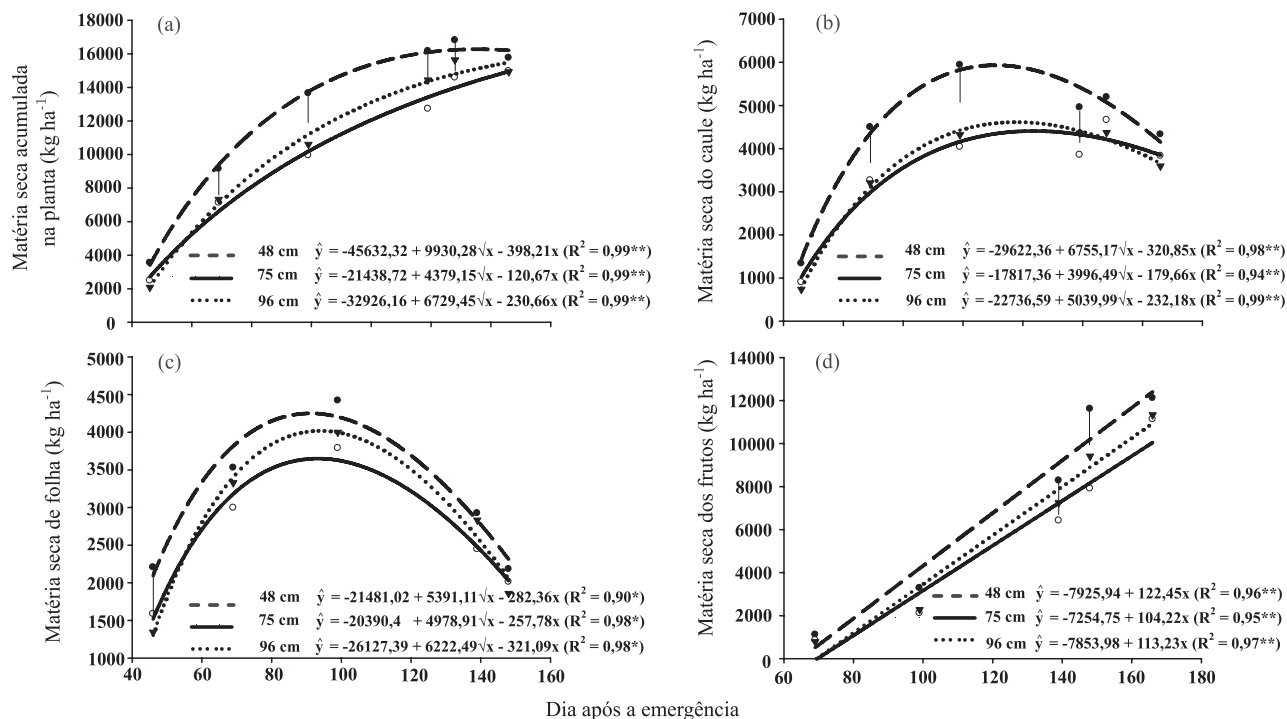 (a)
Matéria seca acumulada
na planta (kg ha-1)
18000
16000
14000
12000
10000
8000
6000
4000
2000
0
48 cm ŷ = -45632,32 + 9930,28√x - 398,21x (R2 = 0,99**)
75 cm ŷ = -21438,72 + 4379,15√x - 120,67x (R2 = 0,99**)
96 cm ŷ = -32926,16 + 6729,45√x - 230,66x (R2 = 0,99**)
(b)
Matéria seca do caule (kg ha-1)
7000
6000
5000
4000
3000
2000
1000
0
48 cm ŷ = -29622,36 + 6755,17√x - 320,85x (R2 = 0,98**)
75 cm ŷ = -17817,36 + 3996,49√x - 179,66x (R2 = 0,94**)
96 cm ŷ = -22736,59 + 5039,99√x - 232,18x (R2 = 0,99**)
(c)
Matéria seca de folha (kg ha-1)
5000
4500
4000
3500
3000
2500
2000
1500
1000
48 cm ŷ = -21481,02 + 5391,11√x - 282,36x (R2 = 0,90*)
75 cm ŷ = -20390,4 + 4978,91√x - 257,78x (R2 = 0,98*)
96 cm ŷ = -26127,39 + 6222,49√x - 321,09x (R2 = 0,98*)
40 60 80 100 120 140 160
(d)
Matéria seca dos frutos (kg ha-1)
14000
12000
10000
8000
6000
4000
2000
0
48 cm ŷ = -7925,94 + 122,45x (R2 = 0,96**)
75 cm ŷ = -7254,75 + 104,22x (R2 = 0,95**)
96 cm ŷ = -7853,98 + 113,23x (R2 = 0,97**)
60 80 100 120 140 160 180
Dia após a emergência